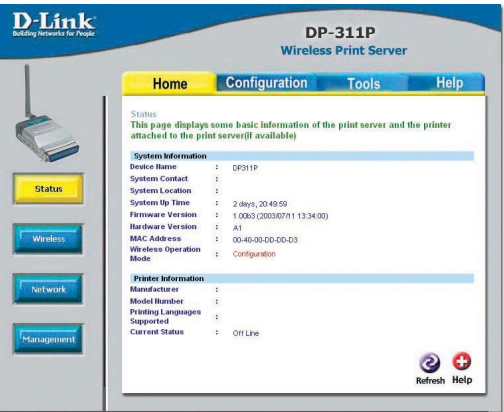 D-Link
Building Networks for People
DP-311P
Wireless Print Server
Home Configuration Tools Help
Status
This page displays some basic information of the print server and the printer
attached to the print server(if available)
System Information
Device Name : DP311P
System Contact :
System Location :
System Up Time : 2 days, 20:49:59
Firmware Version : 1.00b3 (2003/07/11 13:34:00)
Hardware Version : A1
MAC Address : 00-40-00-DD-DD-D3
Wireless Operation
Mode : Configuration
Printer Information
Manufacturer :
Model Number :
Printing Languages
Supported :
Current Status : Off Line
Status
Wireless
Network
Management
Refresh Help